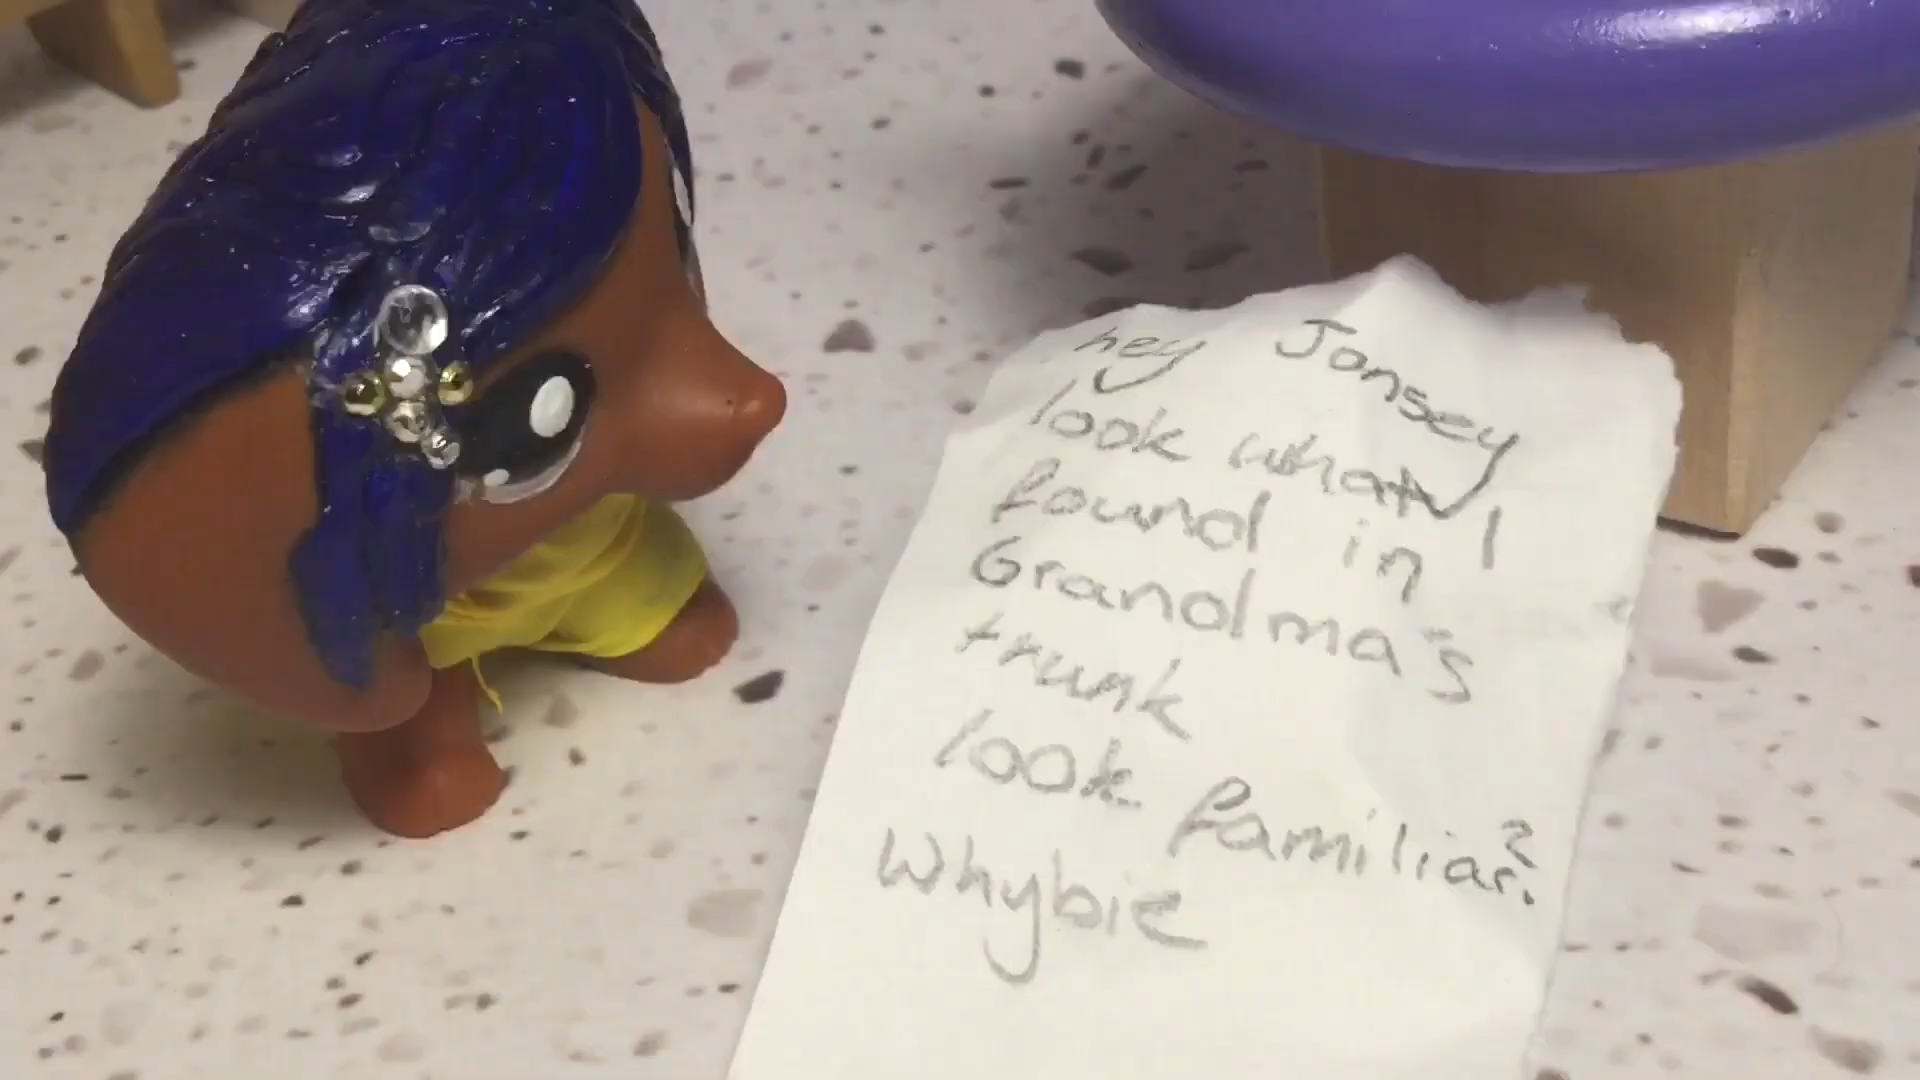 hey Jonsey
look what I
found in
Grandma's
trunk
look familiar?
Whybie